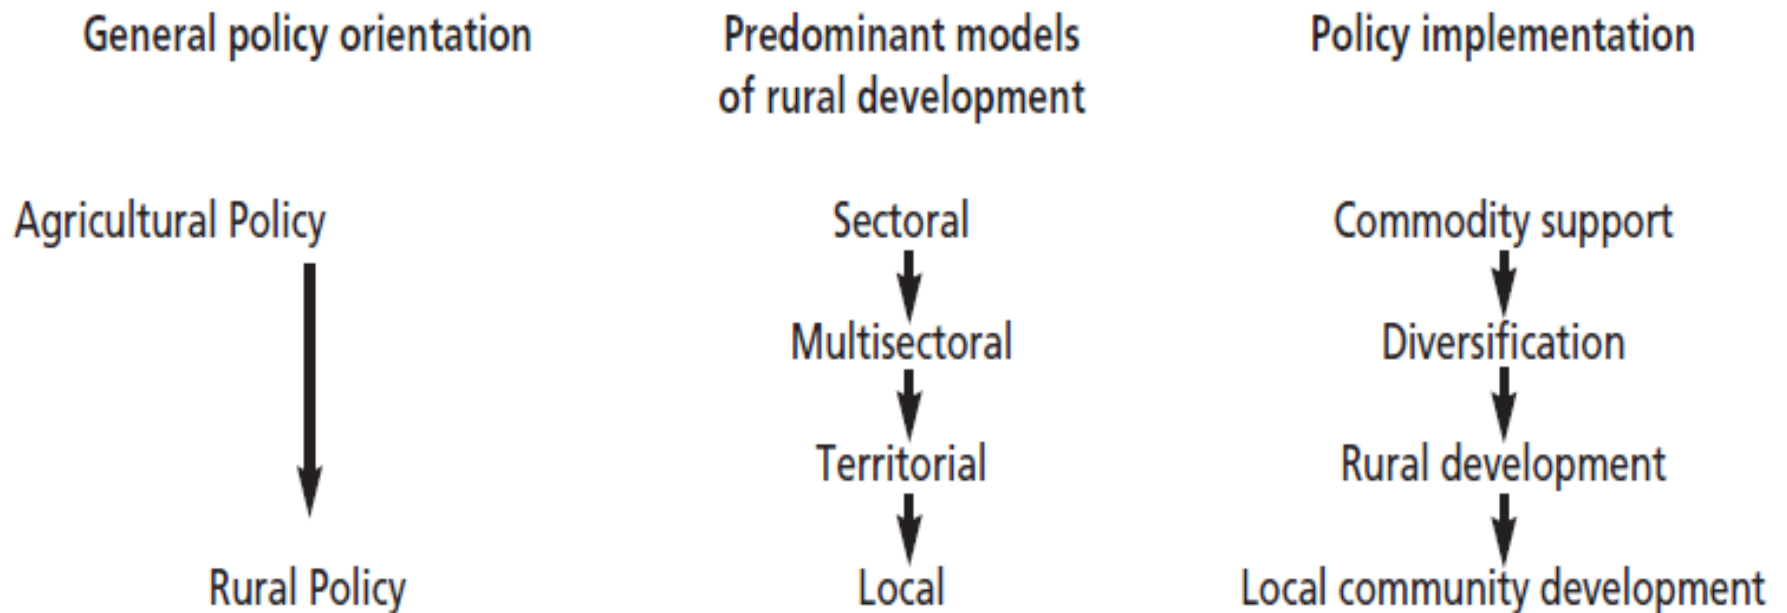 General policy orientation
Predominant models
of rural development
Policy implementation
Agricultural Policy
Sectoral
Commodity support
Multisectoral
Diversification
Territorial
Rural development
Rural Policy
Local
Local community development